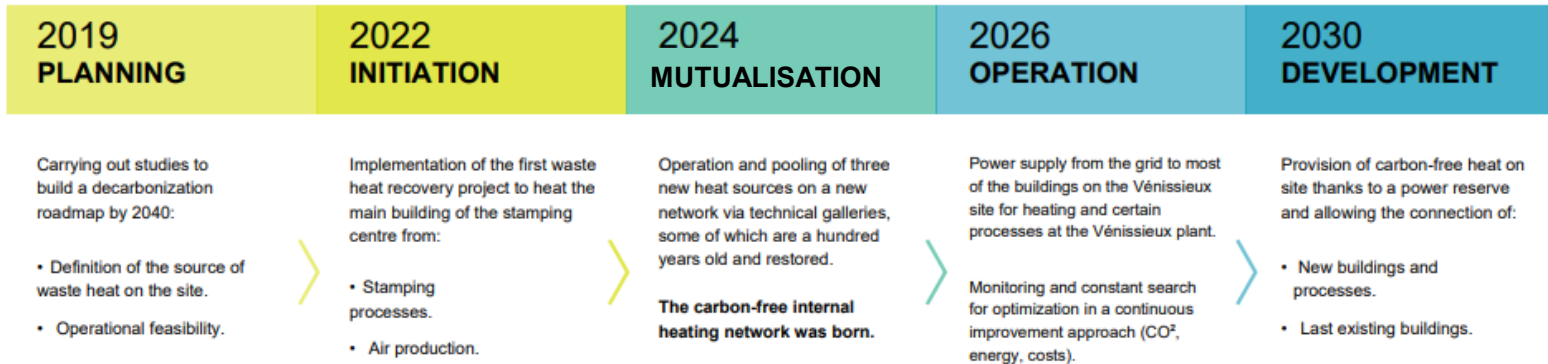 2019
PLANNING
Carrying out studies to
build a decarbonization
roadmap by 2040:
• Definition of the source of
waste heat on the site.
• Operational feasibility.
2022
INITIATION
Implementation of the first waste
heat recovery project to heat the
main building of the stamping
centre from:
• Stamping
processes.
• Air production.
2024
MUTUALISATION
Operation and pooling of three
new heat sources on a new
network via technical galleries,
some of which are a hundred
years old and restored.
The carbon-free internal
heating network was born.
2026
OPERATION
Power supply from the grid to most
of the buildings on the Vénissieux
site for heating and certain
processes at the Vénissieux plant.
Monitoring and constant search
for optimization in a continuous
improvement approach (CO²,
energy, costs).
2030
DEVELOPMENT
Provision of carbon-free heat on
site thanks to a power reserve
and allowing the connection of:
• New buildings and
processes.
• Last existing buildings.